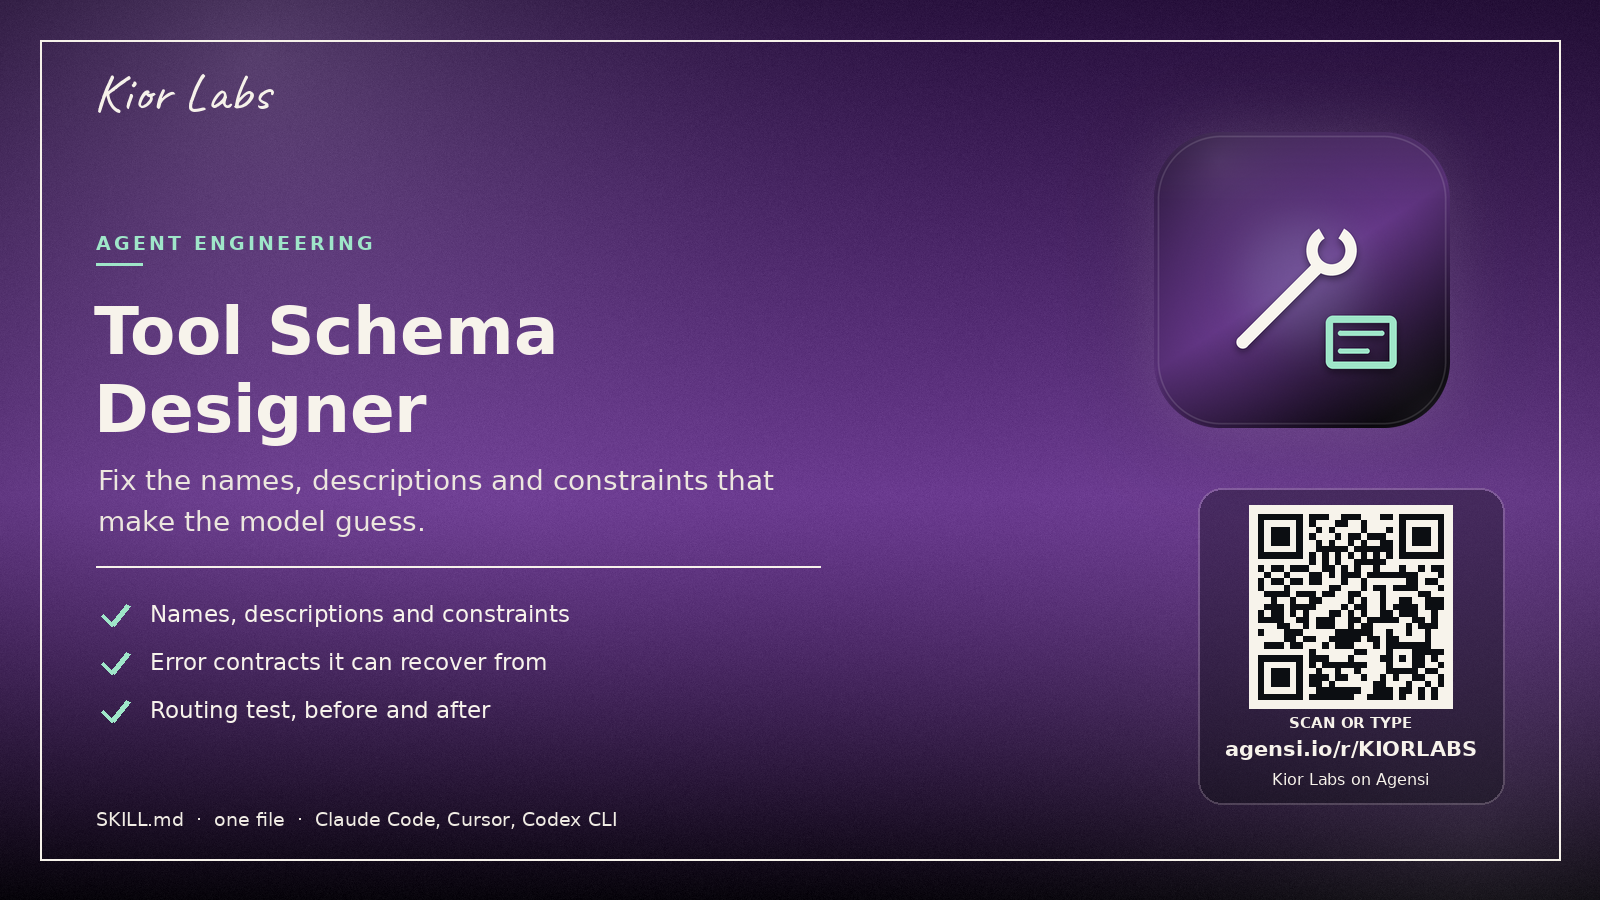 Kior Labs
AGENT ENGINEERING
Tool Schema
Designer
Fix the names, descriptions and constraints that
make the model guess.
Names, descriptions and constraints
Error contracts it can recover from
Routing test, before and after
SKILL.md · one file · Claude Code, Cursor, Codex CLI
SCAN OR TYPE
agensi.io/r/KIORLABS
Kior Labs on Agensi